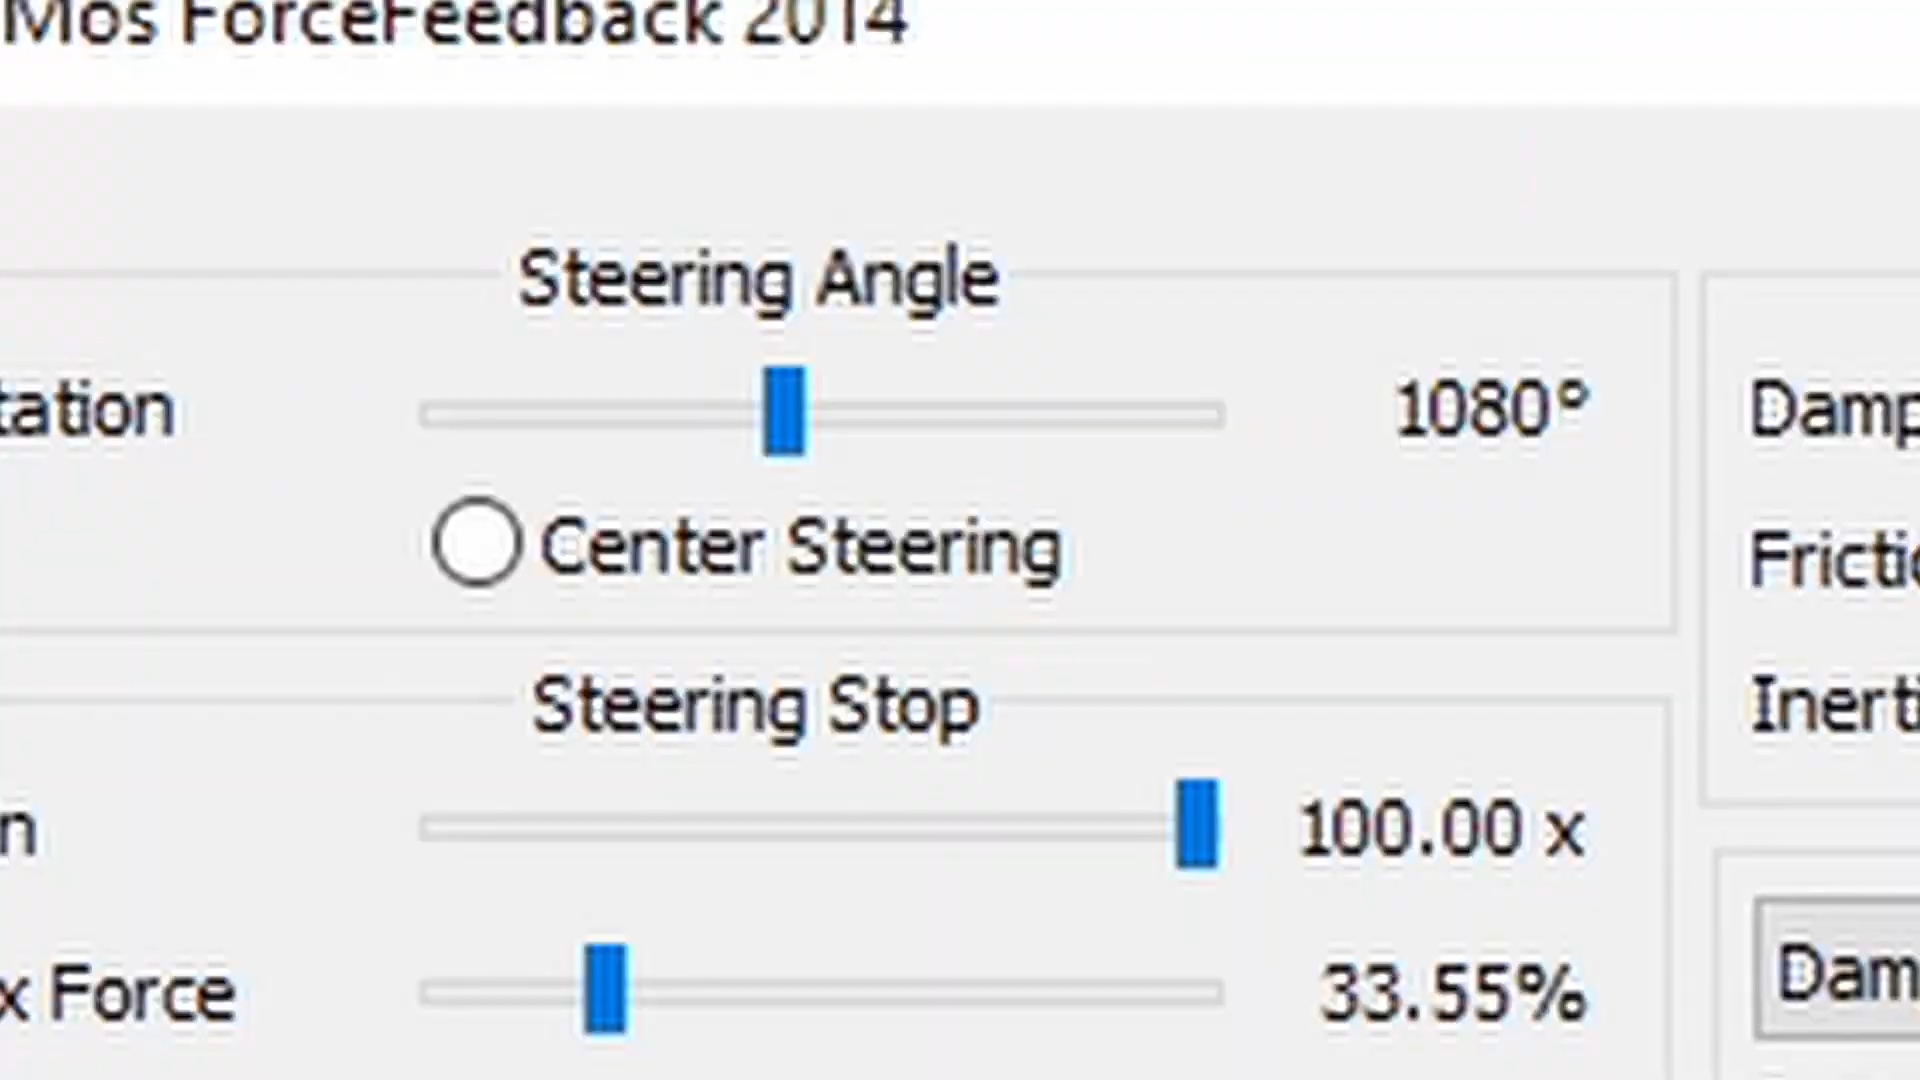 Mos ForceFeedback 2014
Steering Angle
tation 1080°
Center Steering
Steering Stop
n 100.00 x
x Force 33.55%
Damp
Frictio
Inerti
Dam